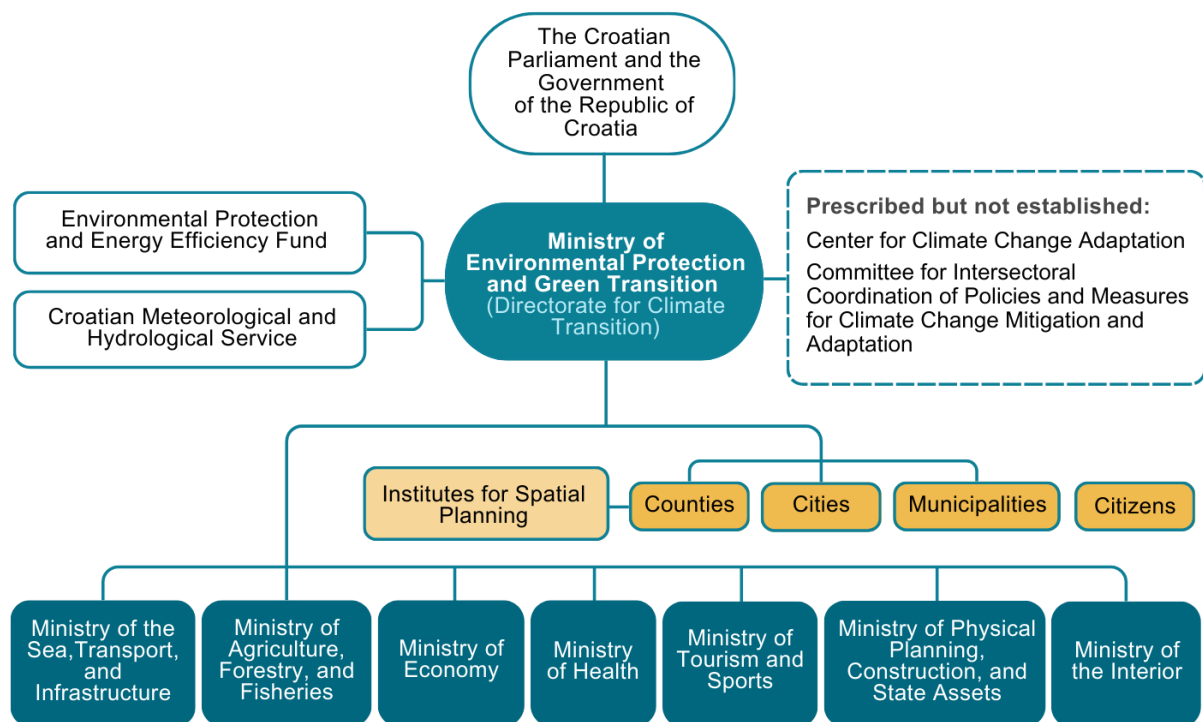 The Croatian
Parliament and the
Government
of the Republic of
Croatia
Environmental Protection
and Energy Efficiency Fund
Croatian Meteorological and
Hydrological Service
Ministry of
Environmental Protection
and Green Transition
(Directorate for Climate
Transition)
Prescribed but not established:
Center for Climate Change Adaptation
Committee for Intersectoral
Coordination of Policies and Measures
for Climate Change Mitigation and
Adaptation
Institutes for Spatial
Planning
Counties
Cities
Municipalities
Citizens
Ministry of the
Sea,Transport,
and
Infrastructure
Ministry of
Agriculture,
Forestry, and
Fisheries
Ministry of
Economy
Ministry
of Health
Ministry of
Tourism and
Sports
Ministry of Physical
Planning,
Construction, and
State Assets
Ministry of
the Interior